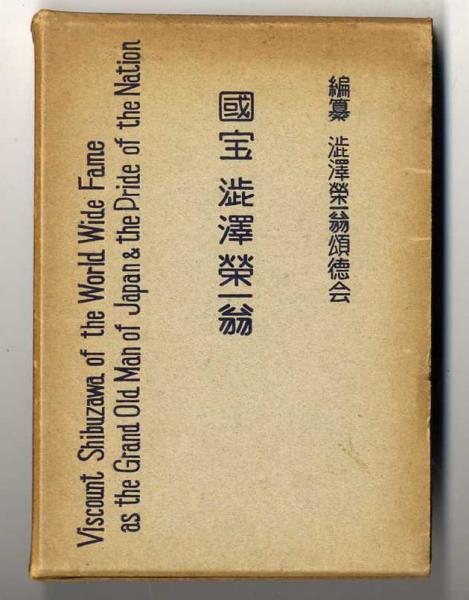 編纂 澁澤榮一翁頌德会
國宝 澁澤榮一翁
Viscount Shibuzawa of the World Wide Fame
as the Grand Old Man of Japan & the Pride of the Nation